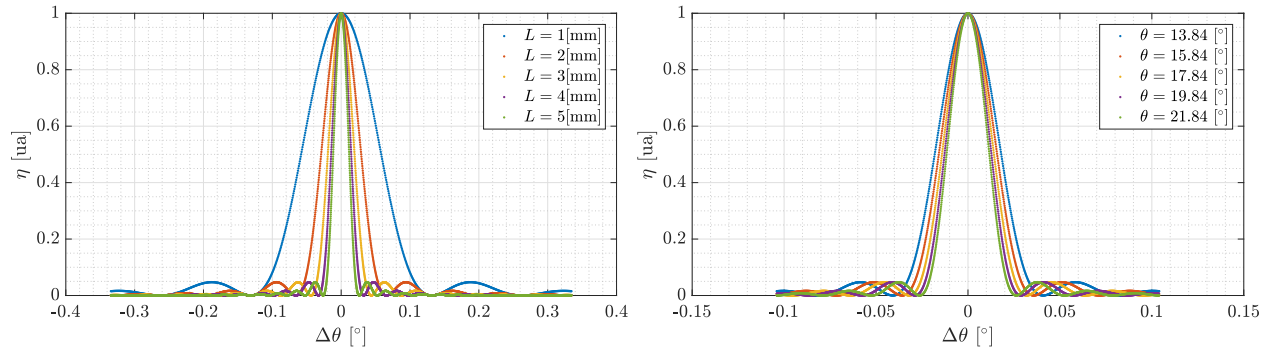 1
0.8
0.6
0.4
0.2
0
η [ua]
-0.4 -0.3 -0.2 -0.1 0 0.1 0.2 0.3 0.4
Δθ [°]
L = 1[mm]
L = 2[mm]
L = 3[mm]
L = 4[mm]
L = 5[mm]
1
0.8
0.6
0.4
0.2
0
η [ua]
-0.15 -0.1 -0.05 0 0.05 0.1 0.15
Δθ [°]
θ = 13.84 [°]
θ = 15.84 [°]
θ = 17.84 [°]
θ = 19.84 [°]
θ = 21.84 [°]